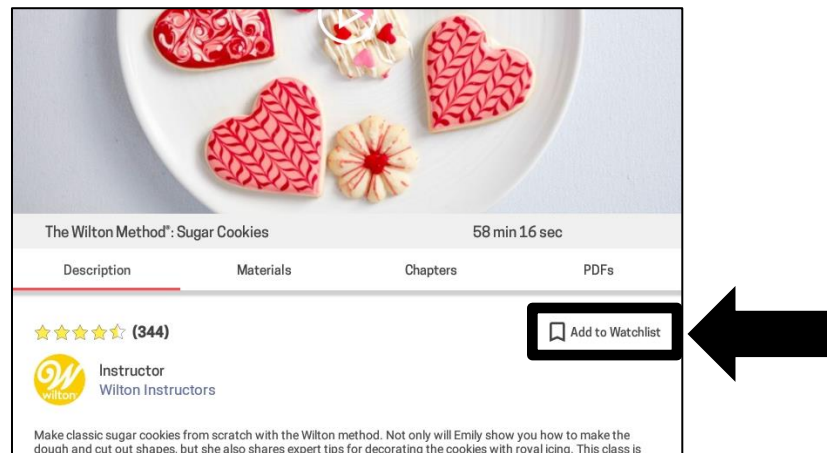 The Wilton Method®: Sugar Cookies 58 min 16 sec
Description Materials Chapters PDFs
(344) Add to Watchlist
Instructor
wilton Wilton Instructors
Make classic sugar cookies from scratch with the Wilton method. Not only will Emily show you how to make the
dough and cut out shapes, but she also shares expert tips for decorating the cookies with royal icing. This class is